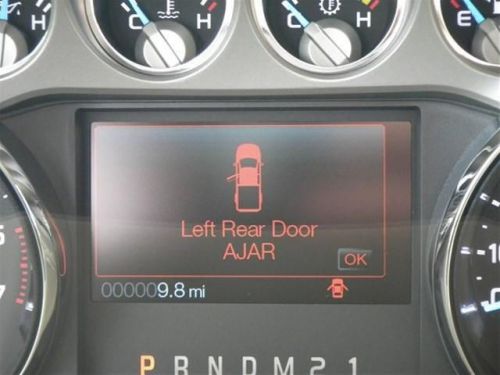 C H C H E
Left Rear Door
AJAR
OK
000009.8 mi
P R N D M 2 1